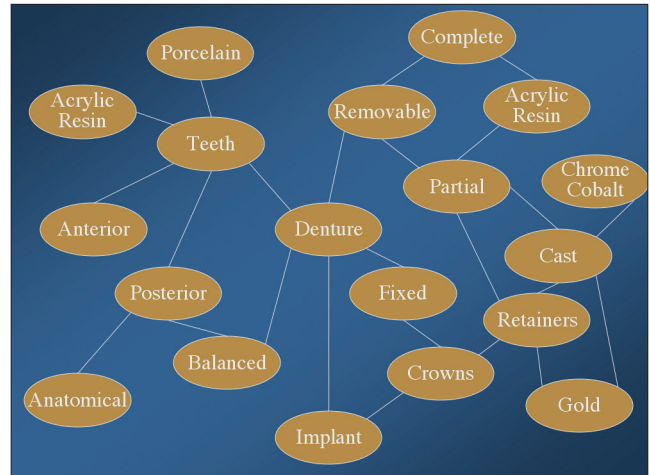 Complete
Porcelain
Acrylic
Resin
Removable
Acrylic
Resin
Teeth
Chrome
Cobalt
Partial
Anterior
Denture
Cast
Posterior
Fixed
Retainers
Balanced
Crowns
Anatomical
Gold
Implant